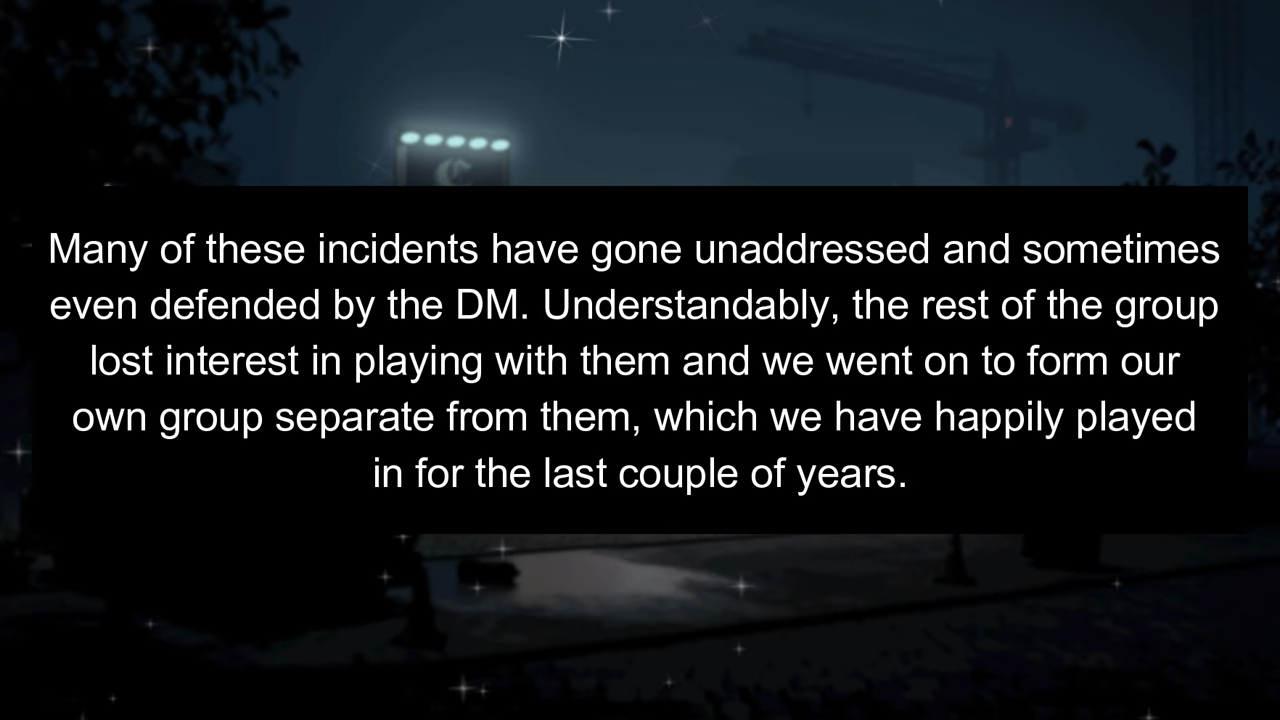 C
Many of these incidents have gone unaddressed and sometimes
even defended by the DM. Understandably, the rest of the group
lost interest in playing with them and we went on to form our
own group separate from them, which we have happily played
in for the last couple of years.